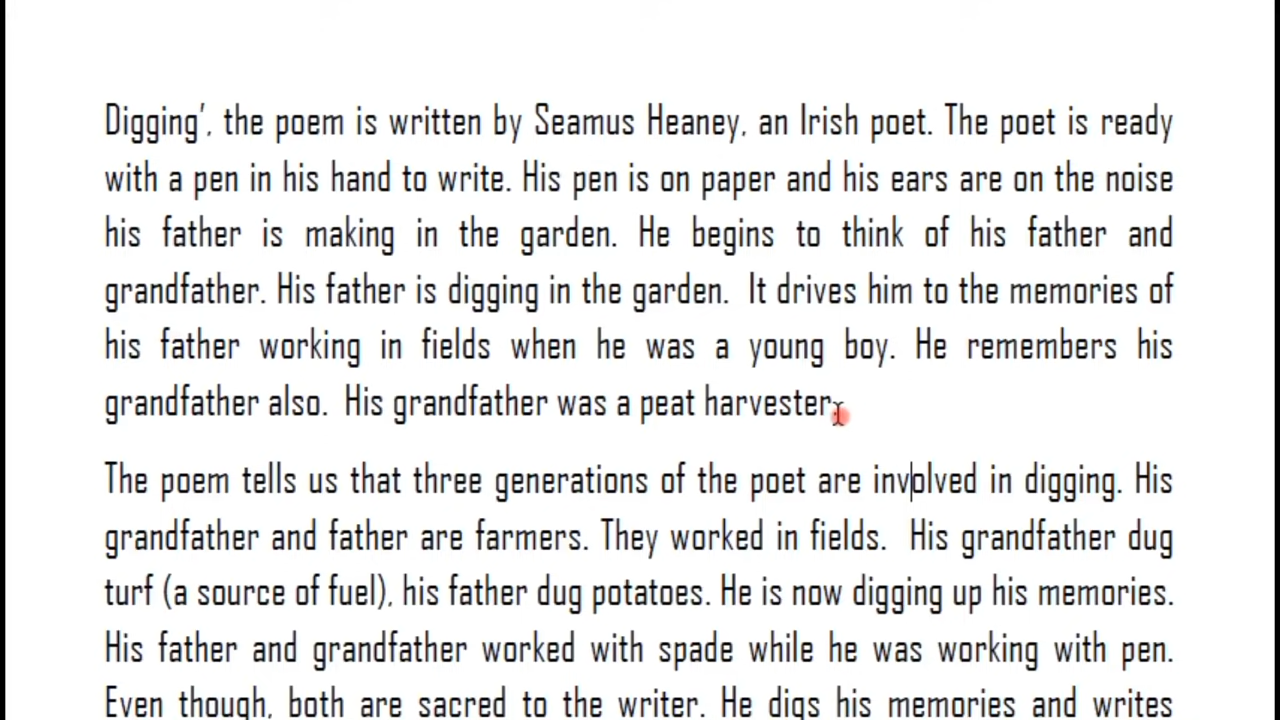 Digging’, the poem is written by Seamus Heaney, an Irish poet. The poet is ready
with a pen in his hand to write. His pen is on paper and his ears are on the noise
his father is making in the garden. He begins to think of his father and
grandfather. His father is digging in the garden.  It drives him to the memories of
his father working in fields when he was a young boy. He remembers his
grandfather also.  His grandfather was a peat harvester.
The poem tells us that three generations of the poet are involved in digging. His
grandfather and father are farmers. They worked in fields.  His grandfather dug
turf (a source of fuel), his father dug potatoes. He is now digging up his memories.
His father and grandfather worked with spade while he was working with pen.
Even though, both are sacred to the writer. He digs his memories and writes